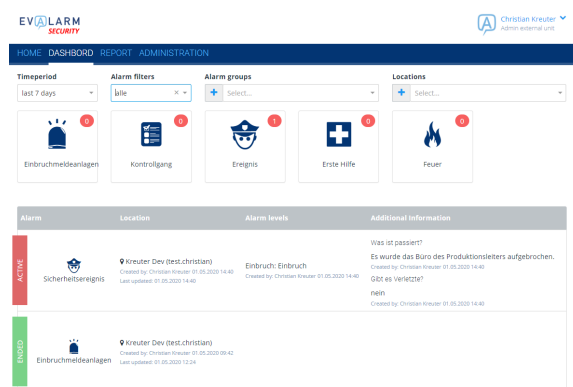 EVALARM
SECURITY
Christian Kreuter
Admin external unit
HOME DASHBORD REPORT ADMINISTRATION
Timeperiod Alarm filters Alarm groups Locations
last 7 days alle × + Select... + Select...
0 0 1 0 0
Einbruchmeldeanlagen Kontrollgang Ereignis Erste Hilfe Feuer
Alarm Location Alarm levels Additional Information
ACTIVE
Sicherheitsereignis
Kreuter Dev (test.christian)
Created by: Christian Kreuter 01.05.2020 14:40
Last updated: 01.05.2020 14:40
Einbruch: Einbruch
Created by: Christian Kreuter 01.05.2020 14:40
Was ist passiert?
Es wurde das Büro des Produktionsleiters aufgebrochen.
Created by: Christian Kreuter 01.05.2020 14:40
Gibt es Verletzte?
nein
Created by: Christian Kreuter 01.05.2020 14:40
ENDED
Einbruchmeldeanlagen
Kreuter Dev (test.christian)
Created by: Christian Kreuter 01.05.2020 09:42
Last updated: 01.05.2020 12:24